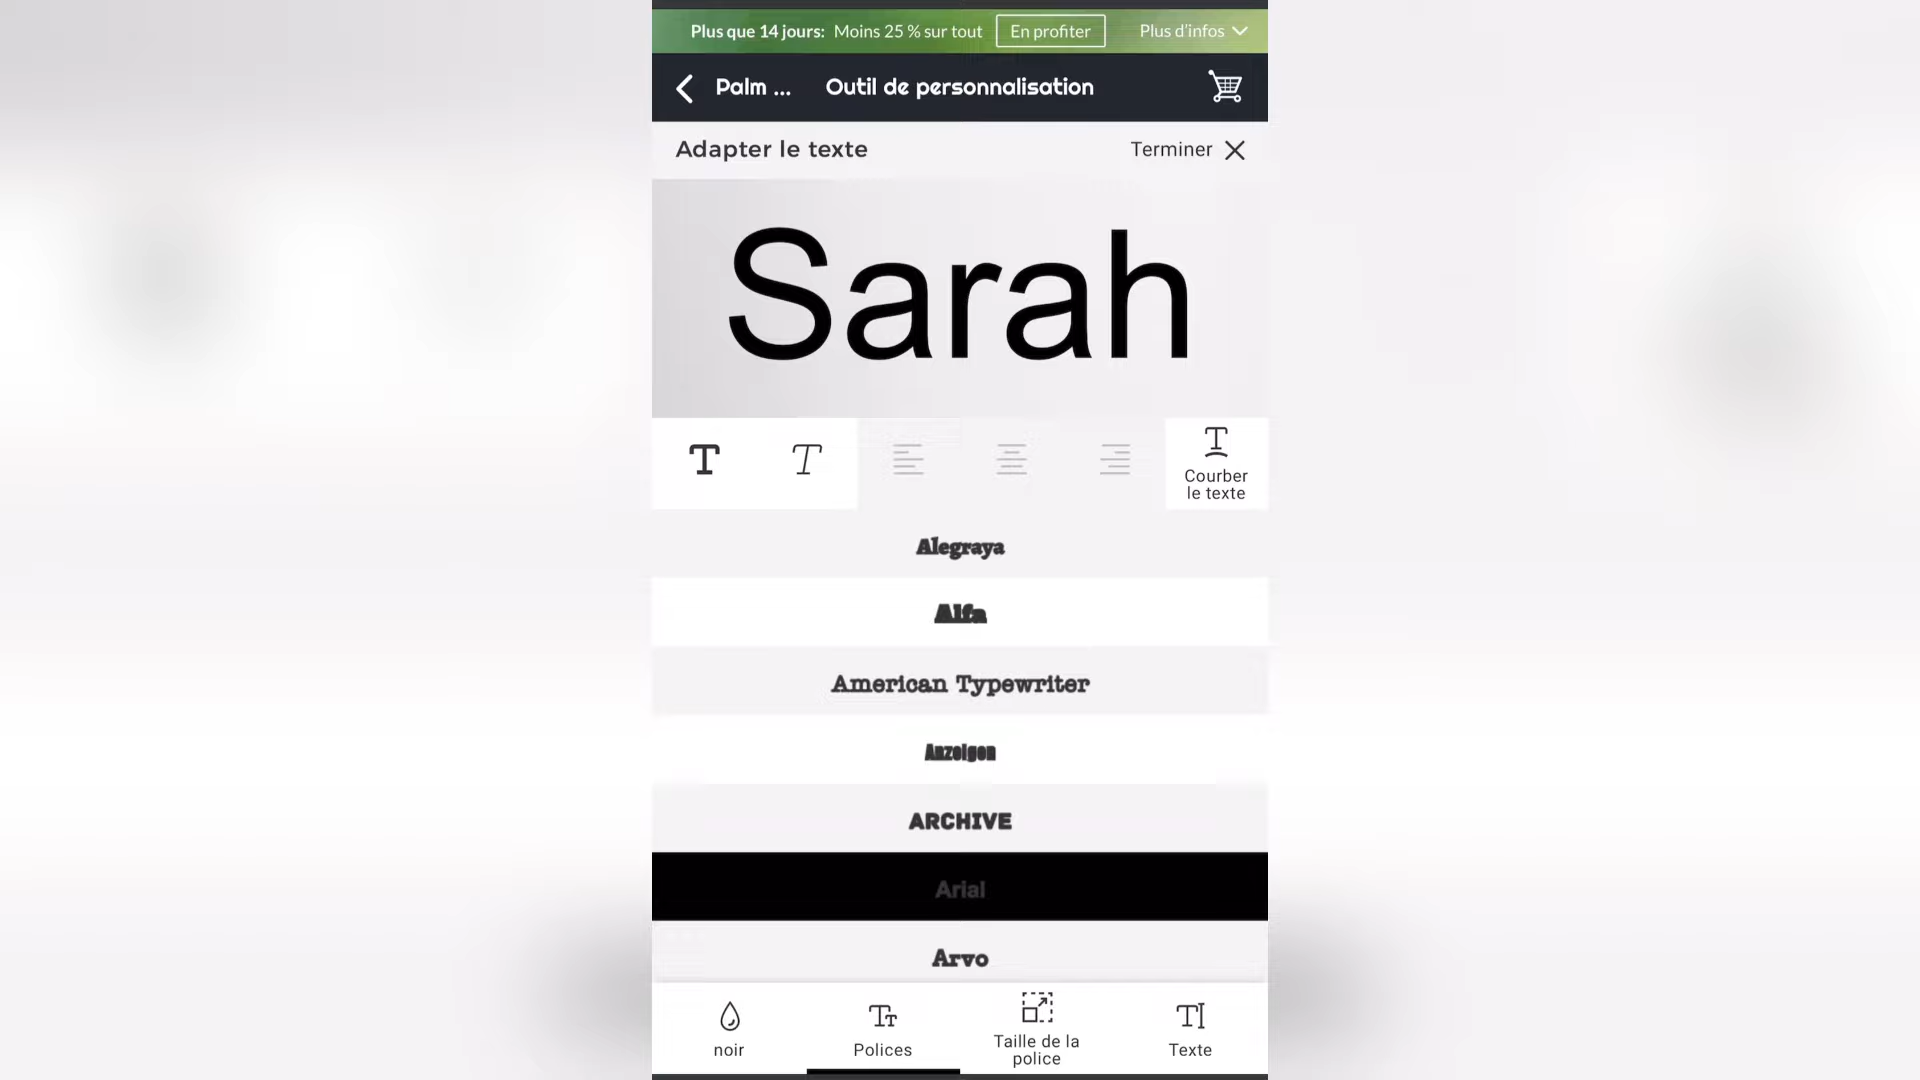 Plus que 14 jours: Moins 25 % sur tout En profiter Plus d'infos
Palm ... Outil de personnalisation
Adapter le texte Terminer
Sarah
Courber
le texte
Alegraya
Alfa
American Typewriter
Anzeigen
ARCHIVE
Arial
Arvo
noir Polices Taille de la police Texte